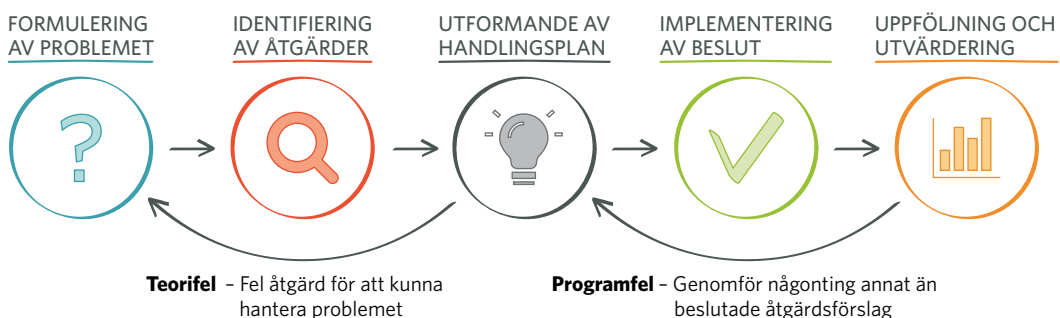 FORMULERING
AV PROBLEMET
IDENTIFIERING
AV ÅTGÄRDER
UTFORMANDE AV
HANDLINGSPLAN
IMPLEMENTERING
AV BESLUT
UPPFÖLJNING OCH
UTVÄRDERING
?
Teorifel – Fel åtgärd för att kunna
hantera problemet
Programfel – Genomför någonting annat än
beslutade åtgärdsförslag